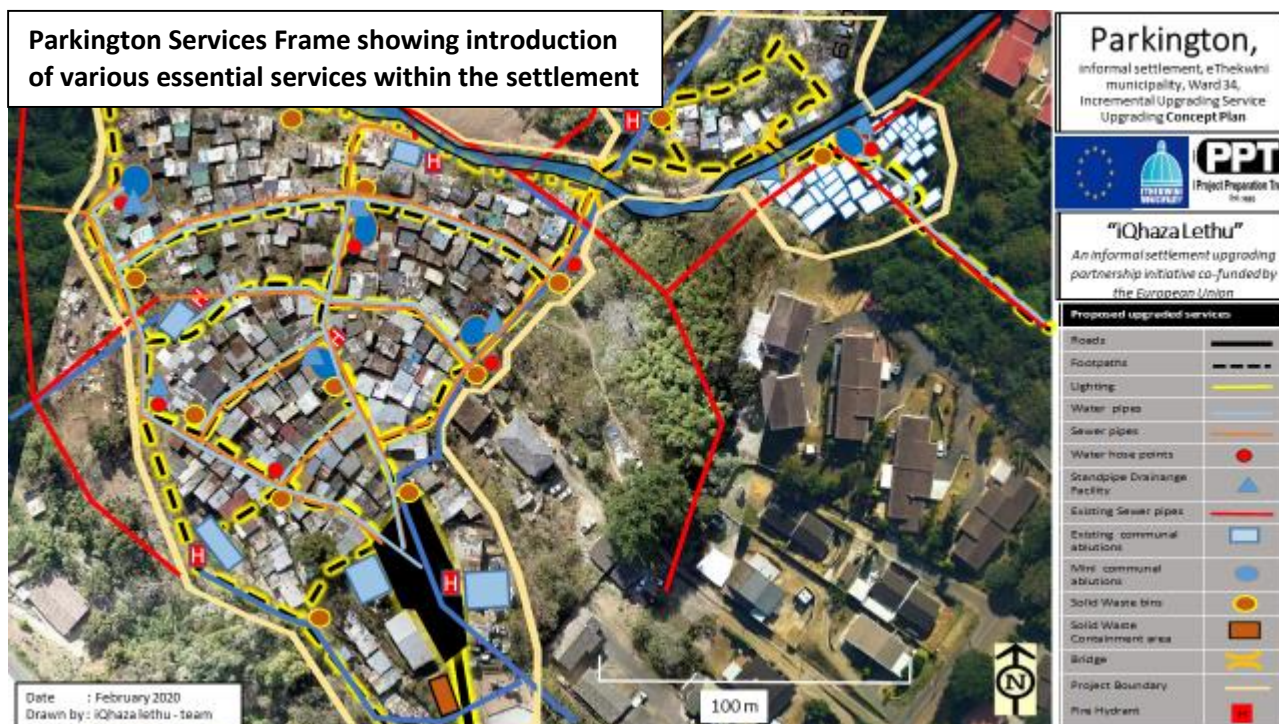 Parkington Services Frame showing introduction
of various essential services within the settlement
Parkington,
informal settlement, eThekwini
municipality, Ward 34,
Incremental Upgrading Service
Upgrading Concept Plan
ETHEKWINI
MUNICIPALITY
PPT
Project Preparation
"iQhaza Lethu"
An informal settlement upgrading
partnership initiative co-funded by
the European Union
Proposed upgraded services
Roads
Footpaths
Lighting
Water pipes
Sewer pipes
Water hose points
Standpipe Drainange
Facility
Existing Sewer pipes
Existing communal
ablutions
Mini communal
ablutions
Solid Waste bins
Solid Waste
Containment area
Bridge
Project Boundary
Fire Hydrant
H
H
H
H
H
H
H
H
100 m
N
Date : February 2020
Drawn by : iQhaza lethu - team